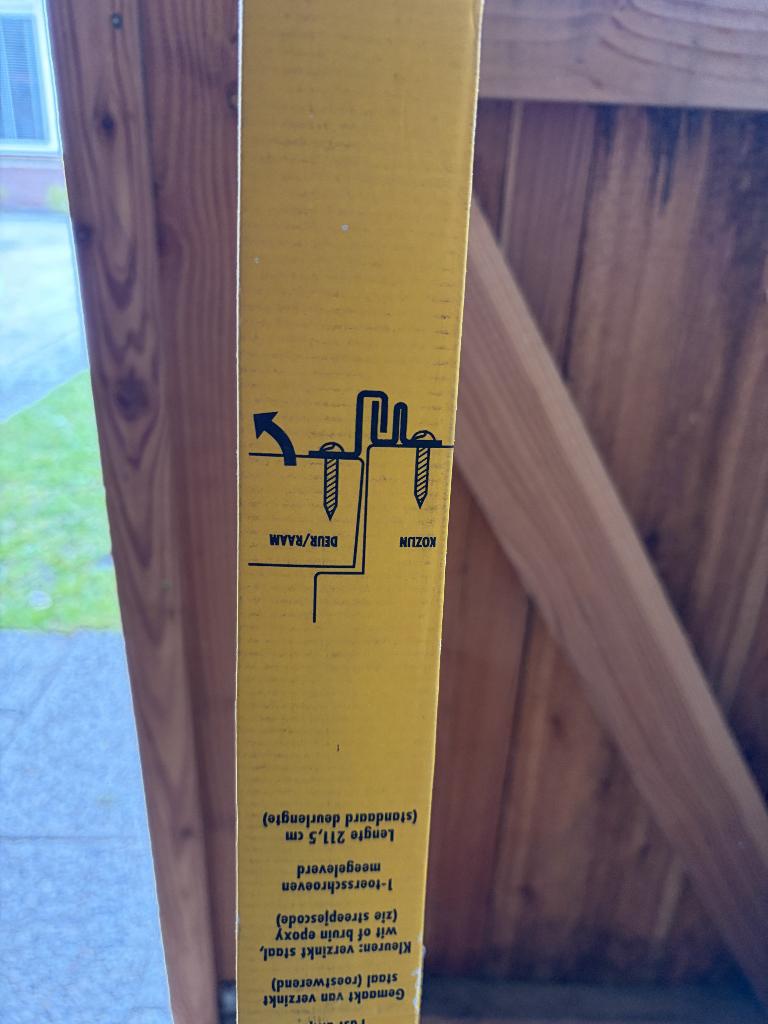 Gemaakt van verzinkt
staal (roestwerend)
Kleuren: verzinkt staal,
wit of bruin epoxy
(zie streepjescode)
1-toersschroeven
meegeleverd
Lengte 211,5 cm
(standaard deurlengte)
KOZIJN
DEUR/RAAM